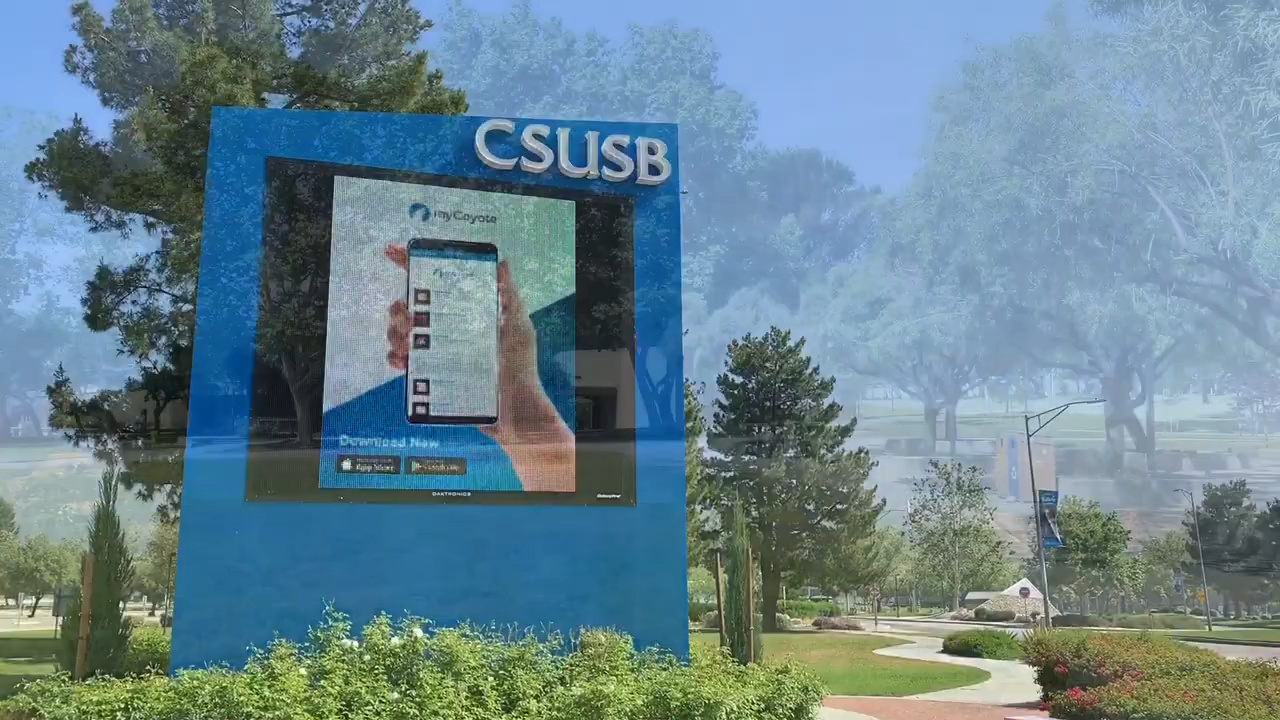 CSUSB
myCoyote
Download Now
App Store
DAKTRONICS